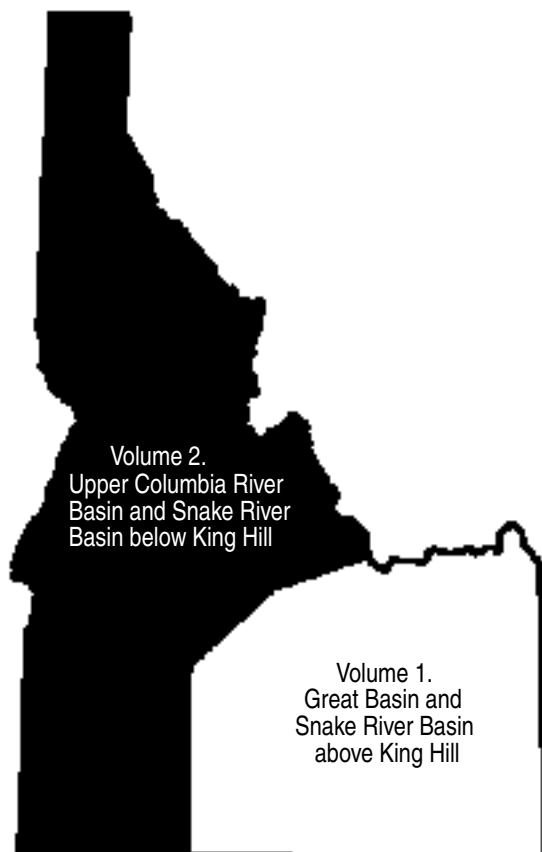 Volume 2.
Upper Columbia River
Basin and Snake River
Basin below King Hill
Volume 1.
Great Basin and
Snake River Basin
above King Hill